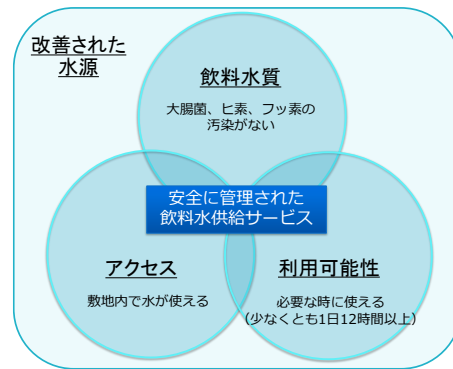 改善された
水源
飲料水質
大腸菌、ヒ素、フッ素の
汚染がない
安全に管理された
飲料水供給サービス
アクセス
敷地内で水が使える
利用可能性
必要な時に使える
（少なくとも1日12時間以上）